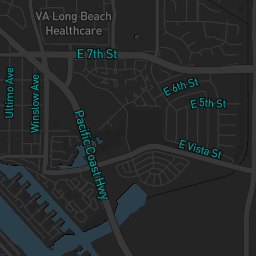 VA Long Beach
Healthcare
E 7th St
E 6th St
E 5th St
Ultimo Ave
Winslow Ave
Pacific Coast Hwy
E Vista St